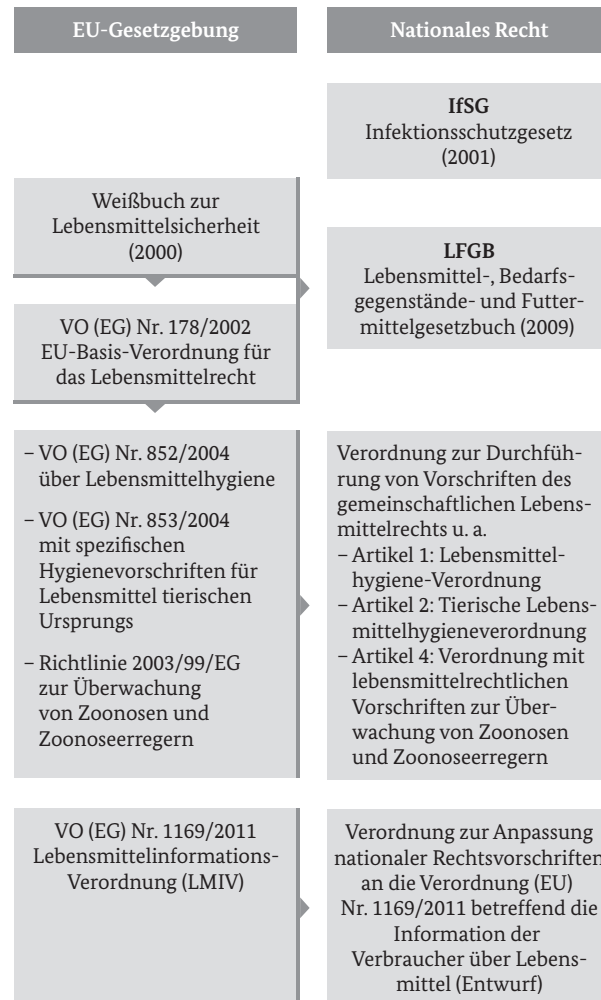 EU-Gesetzgebung
Nationales Recht
IfSG
Infektionsschutzgesetz
(2001)
Weißbuch zur
Lebensmittelsicherheit
(2000)
LFGB
Lebensmittel-, Bedarfs-
gegenstände- und Futter-
mittelgesetzbuch (2009)
VO (EG) Nr. 178/2002
EU-Basis-Verordnung für
das Lebensmittelrecht
– VO (EG) Nr. 852/2004
über Lebensmittelhygiene
– VO (EG) Nr. 853/2004
mit spezifischen
Hygienevorschriften für
Lebensmittel tierischen
Ursprungs
– Richtlinie 2003/99/EG
zur Überwachung
von Zoonosen und
Zoonoseerregern
Verordnung zur Durchfüh-
rung von Vorschriften des
gemeinschaftlichen Lebens-
mittelrechts u. a.
– Artikel 1: Lebensmittel-
hygiene-Verordnung
– Artikel 2: Tierische Lebens-
mittelhygieneverordnung
– Artikel 4: Verordnung mit
lebensmittelrechtlichen
Vorschriften zur Über-
wachung von Zoonosen
und Zoonoseerregern
VO (EG) Nr. 1169/2011
Lebensmittelinformations-
Verordnung (LMIV)
Verordnung zur Anpassung
nationaler Rechtsvorschriften
an die Verordnung (EU)
Nr. 1169/2011 betreffend die
Information der
Verbraucher über Lebens-
mittel (Entwurf)